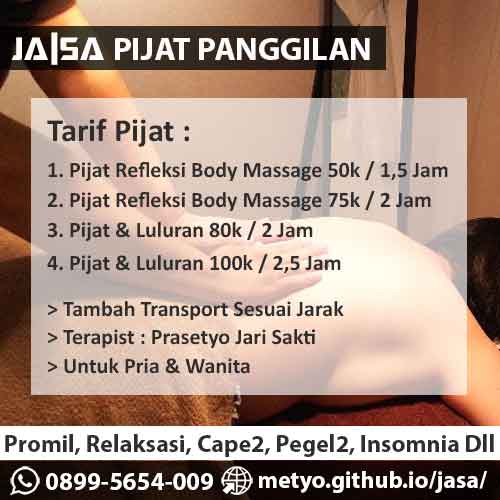 JA|SA PIJAT PANGGILAN
Tarif Pijat :
1. Pijat Refleksi Body Massage 50k / 1,5 Jam
2. Pijat Refleksi Body Massage 75k / 2 Jam
3. Pijat & Luluran 80k / 2 Jam
4. Pijat & Luluran 100k / 2,5 Jam
> Tambah Transport Sesuai Jarak
> Terapist : Prasetyo Jari Sakti
> Untuk Pria & Wanita
Promil, Relaksasi, Cape2, Pegel2, Insomnia Dll
0899-5654-009 metyo.github.io/jasa/